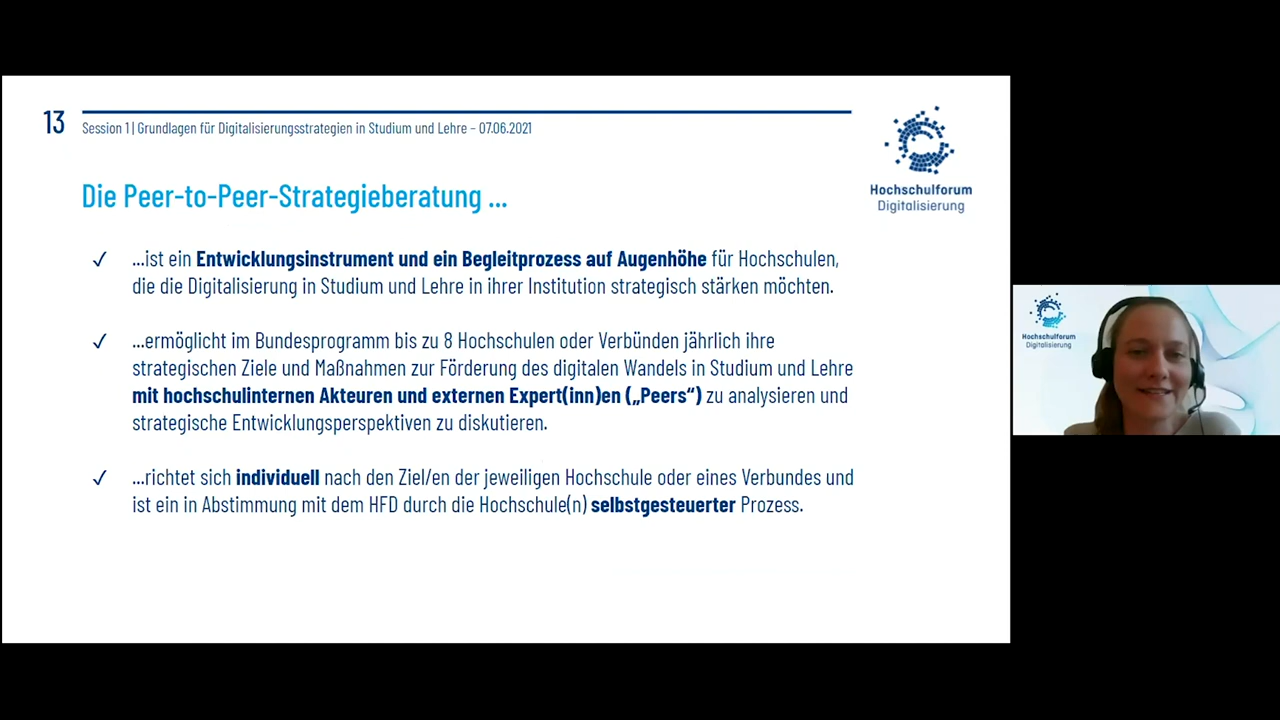 13
Session 1 | Grundlagen für Digitalisierungsstrategien in Studium und Lehre – 07.06.2021
Hochschulforum
Digitalisierung
Die Peer-to-Peer-Strategieberatung ...
✓ ...ist ein Entwicklungsinstrument und ein Begleitprozess auf Augenhöhe für Hochschulen,
die die Digitalisierung in Studium und Lehre in ihrer Institution strategisch stärken möchten.
✓ ...ermöglicht im Bundesprogramm bis zu 8 Hochschulen oder Verbünden jährlich ihre
strategischen Ziele und Maßnahmen zur Förderung des digitalen Wandels in Studium und Lehre
mit hochschulinternen Akteuren und externen Expert(inn)en („Peers“) zu analysieren und
strategische Entwicklungsperspektiven zu diskutieren.
✓ ...richtet sich individuell nach den Ziel/en der jeweiligen Hochschule oder eines Verbundes und
ist ein in Abstimmung mit dem HFD durch die Hochschule(n) selbstgesteuerter Prozess.
Hochschulforum
Digitalisierung